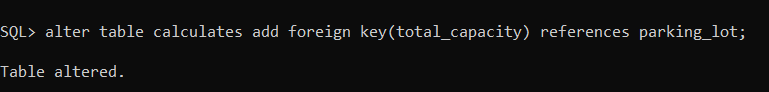 SQL> alter table calculates add foreign key(total_capacity) references parking_lot;
Table altered.